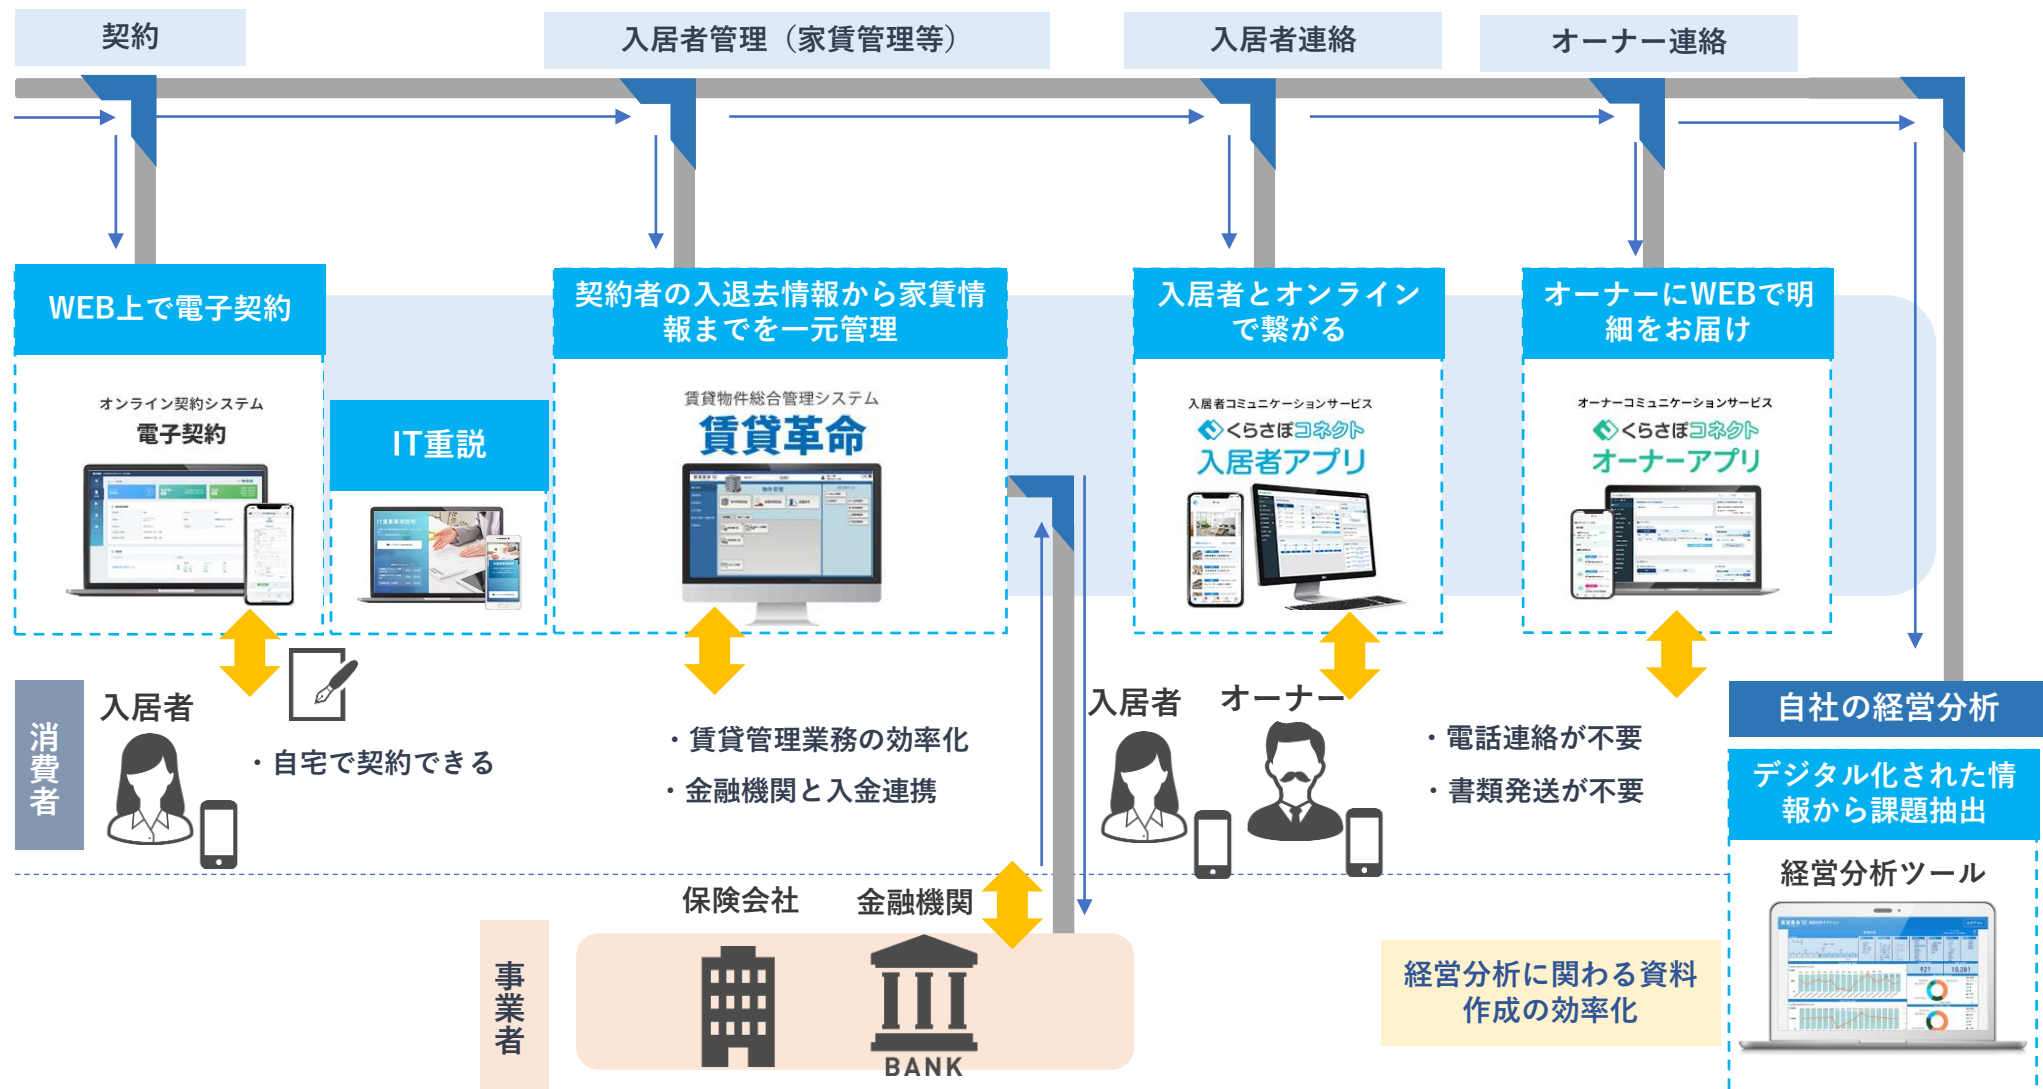 契約
入居者管理（家賃管理等）
入居者連絡
オーナー連絡
WEB上で電子契約
オンライン契約システム
電子契約
IT重説
IT重要事項説明
契約者の入退去情報から家賃情
報までを一元管理
賃貸物件総合管理システム
賃貸革命
入居者とオンライン
で繋がる
入居者コミュニケーションサービス
くらさぽコネクト
入居者アプリ
オーナーにWEBで明
細をお届け
オーナーコミュニケーションサービス
くらさぽコネクト
オーナーアプリ
消費者
入居者
・自宅で契約できる
・賃貸管理業務の効率化
・金融機関と入金連携
入居者
オーナー
・電話連絡が不要
・書類発送が不要
自社の経営分析
デジタル化された情
報から課題抽出
経営分析ツール
921
10,201
事業者
保険会社
金融機関
BANK
経営分析に関わる資料
作成の効率化